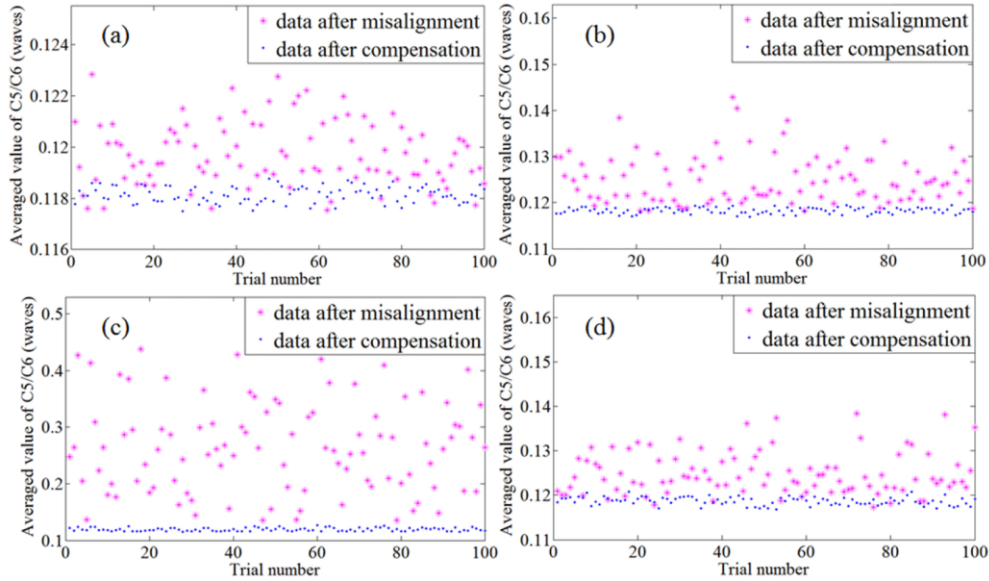 (a)
data after misalignment
data after compensation
Averaged value of C5/C6 (waves)
0.124
0.122
0.12
0.118
0.116
0 20 40 60 80 100
Trial number
(b)
data after misalignment
data after compensation
Averaged value of C5/C6 (waves)
0.16
0.15
0.14
0.13
0.12
0.11
0 20 40 60 80 100
Trial number
(c)
data after misalignment
data after compensation
Averaged value of C5/C6 (waves)
0.5
0.4
0.3
0.2
0.1
0 20 40 60 80 100
Trial number
(d)
data after misalignment
data after compensation
Averaged value of C5/C6 (waves)
0.16
0.15
0.14
0.13
0.12
0.11
0 20 40 60 80 100
Trial number